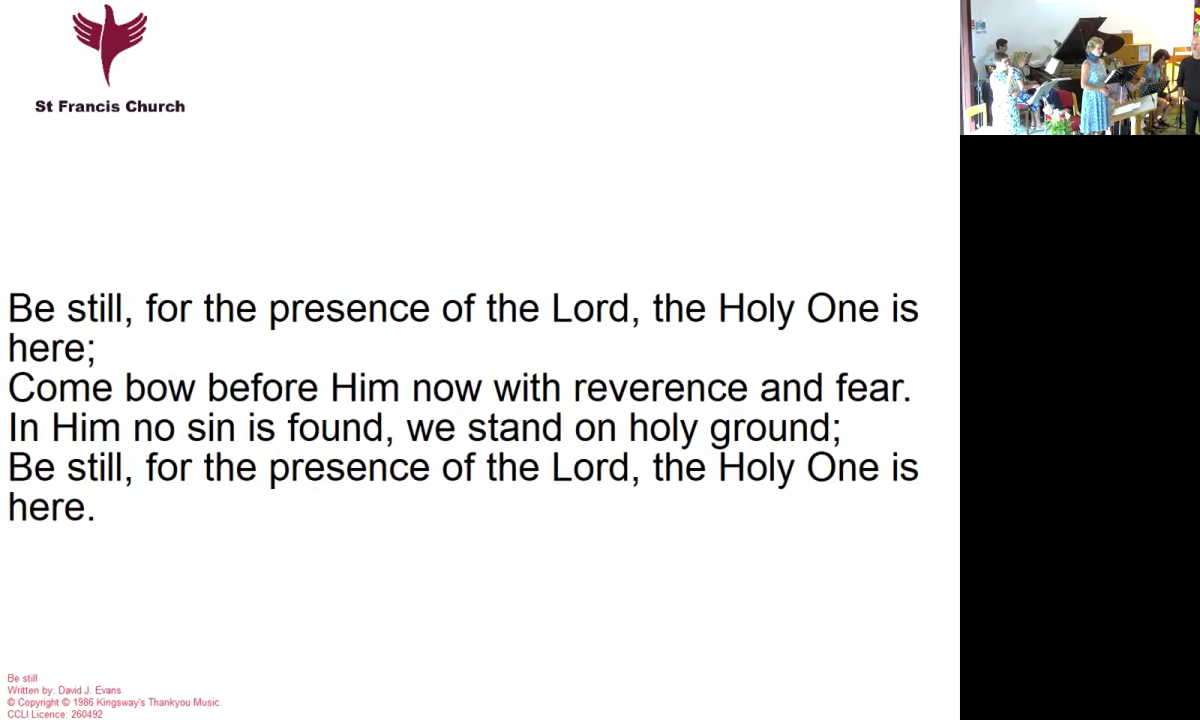 St Francis Church
Be still, for the presence of the Lord, the Holy One is
here;
Come bow before Him now with reverence and fear.
In Him no sin is found, we stand on holy ground;
Be still, for the presence of the Lord, the Holy One is
here.
Be still
Written by: David J. Evans
© Copyright © 1986 Kingsway's Thankyou Music.
CCLI Licence: 260492